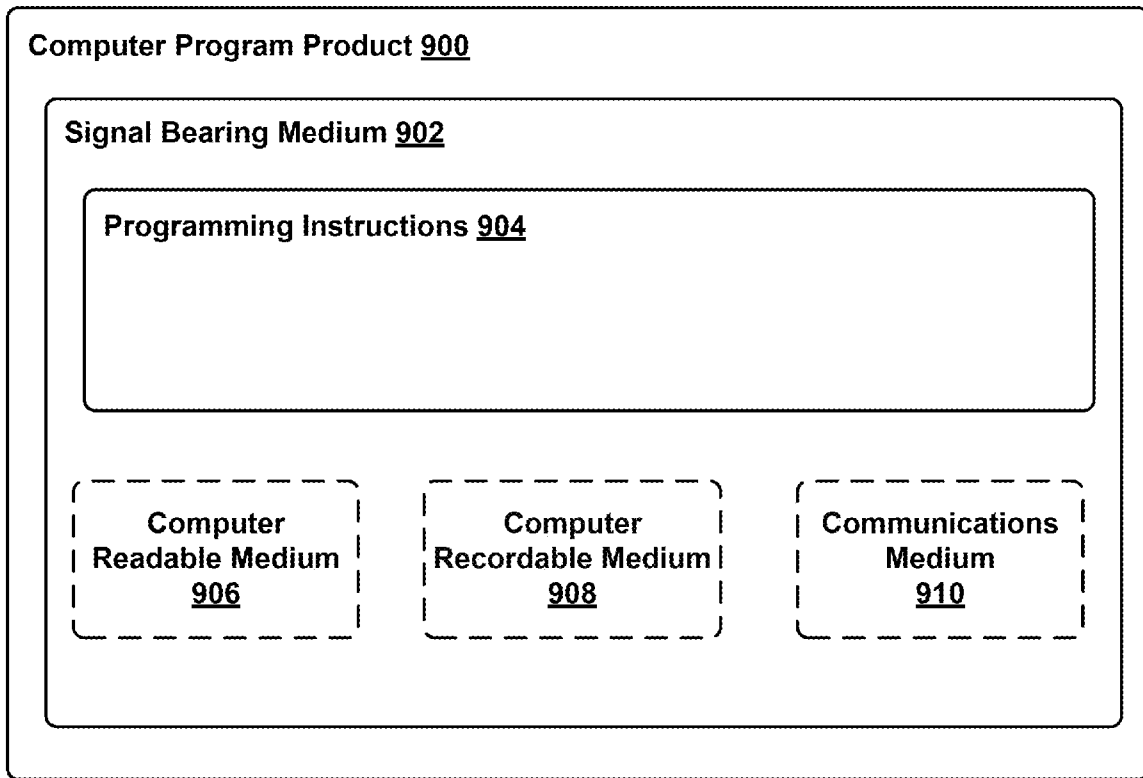 Computer Program Product 900
Signal Bearing Medium 902
Programming Instructions 904
Computer
Readable Medium
906
Computer
Recordable Medium
908
Communications
Medium
910